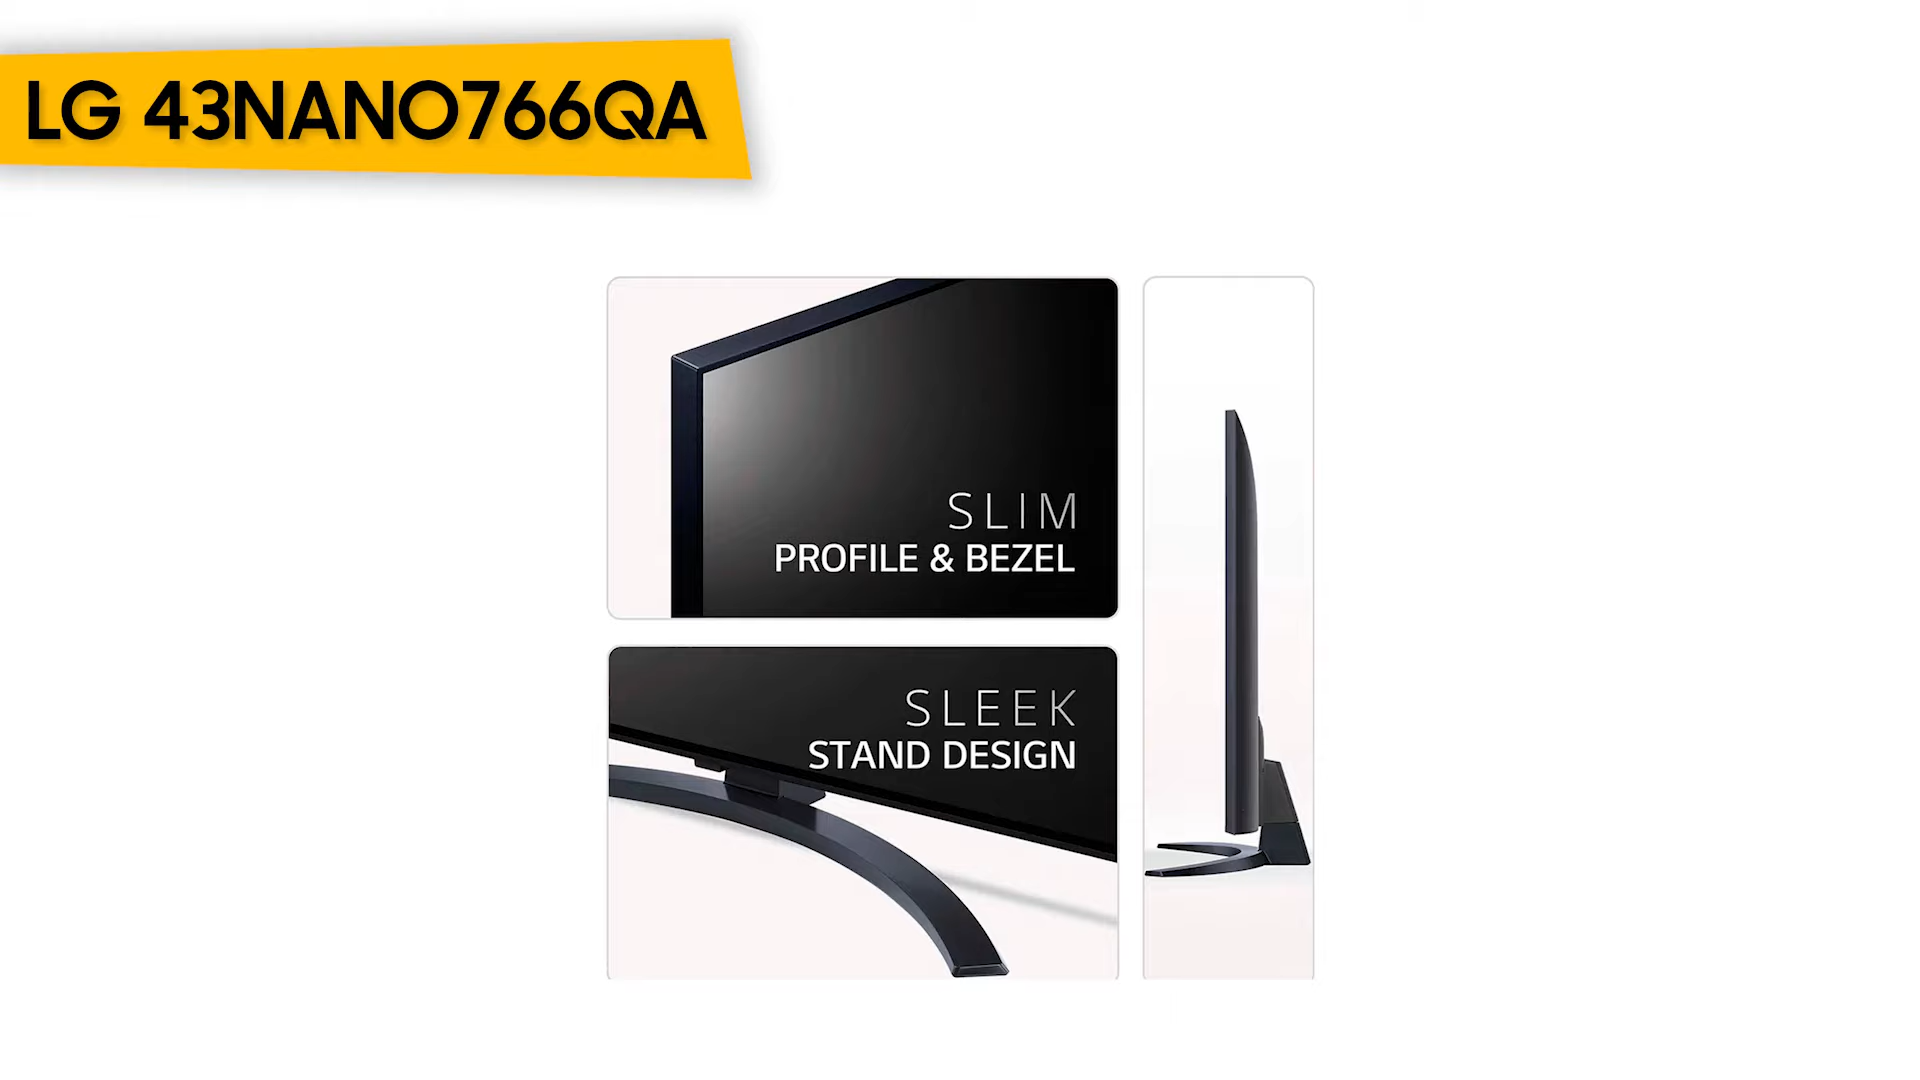 LG 43NANO766QA
SLIM
PROFILE & BEZEL
SLEEK
STAND DESIGN